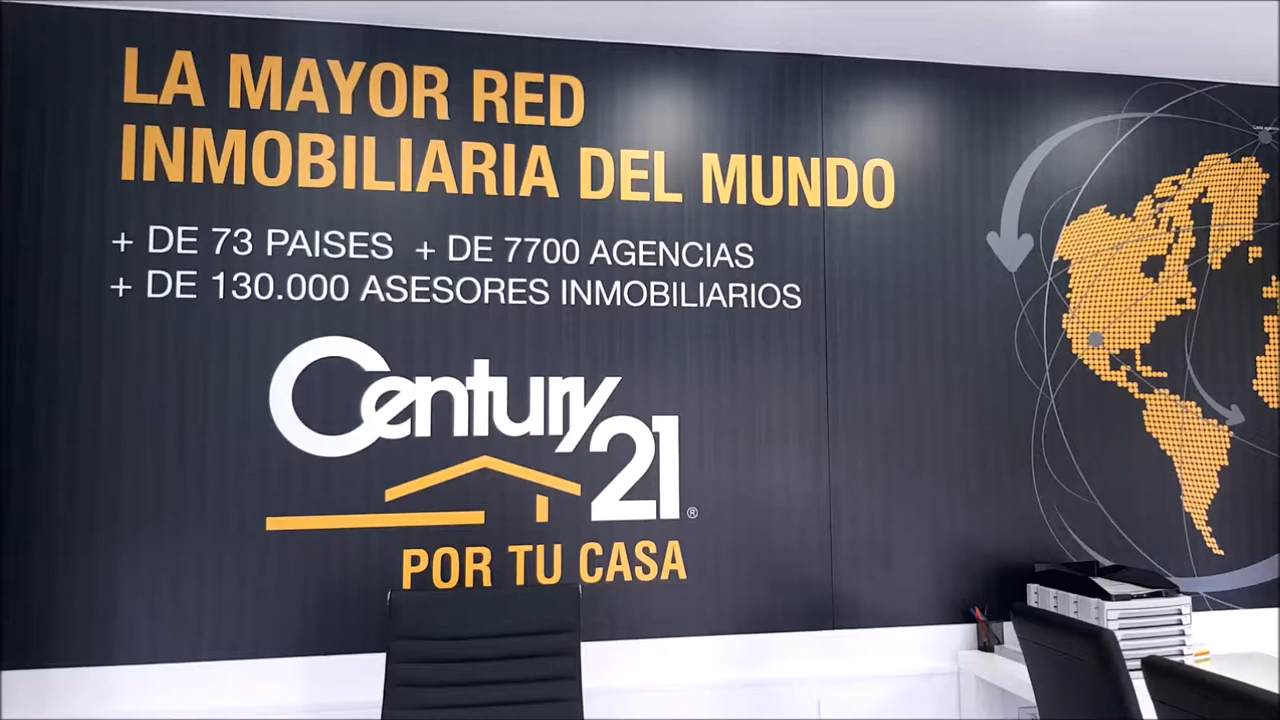 LA MAYOR RED
INMOBILIARIA DEL MUNDO
+ DE 73 PAISES + DE 7700 AGENCIAS
+ DE 130.000 ASESORES INMOBILIARIOS
Century
21®
POR TU CASA